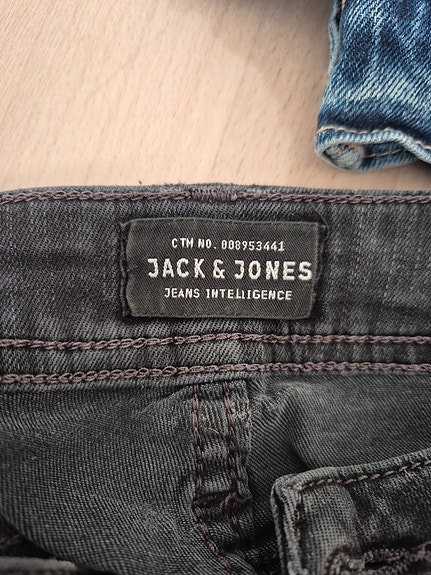 CTM NO. 008953441
JACK & JONES
JEANS INTELLIGENCE